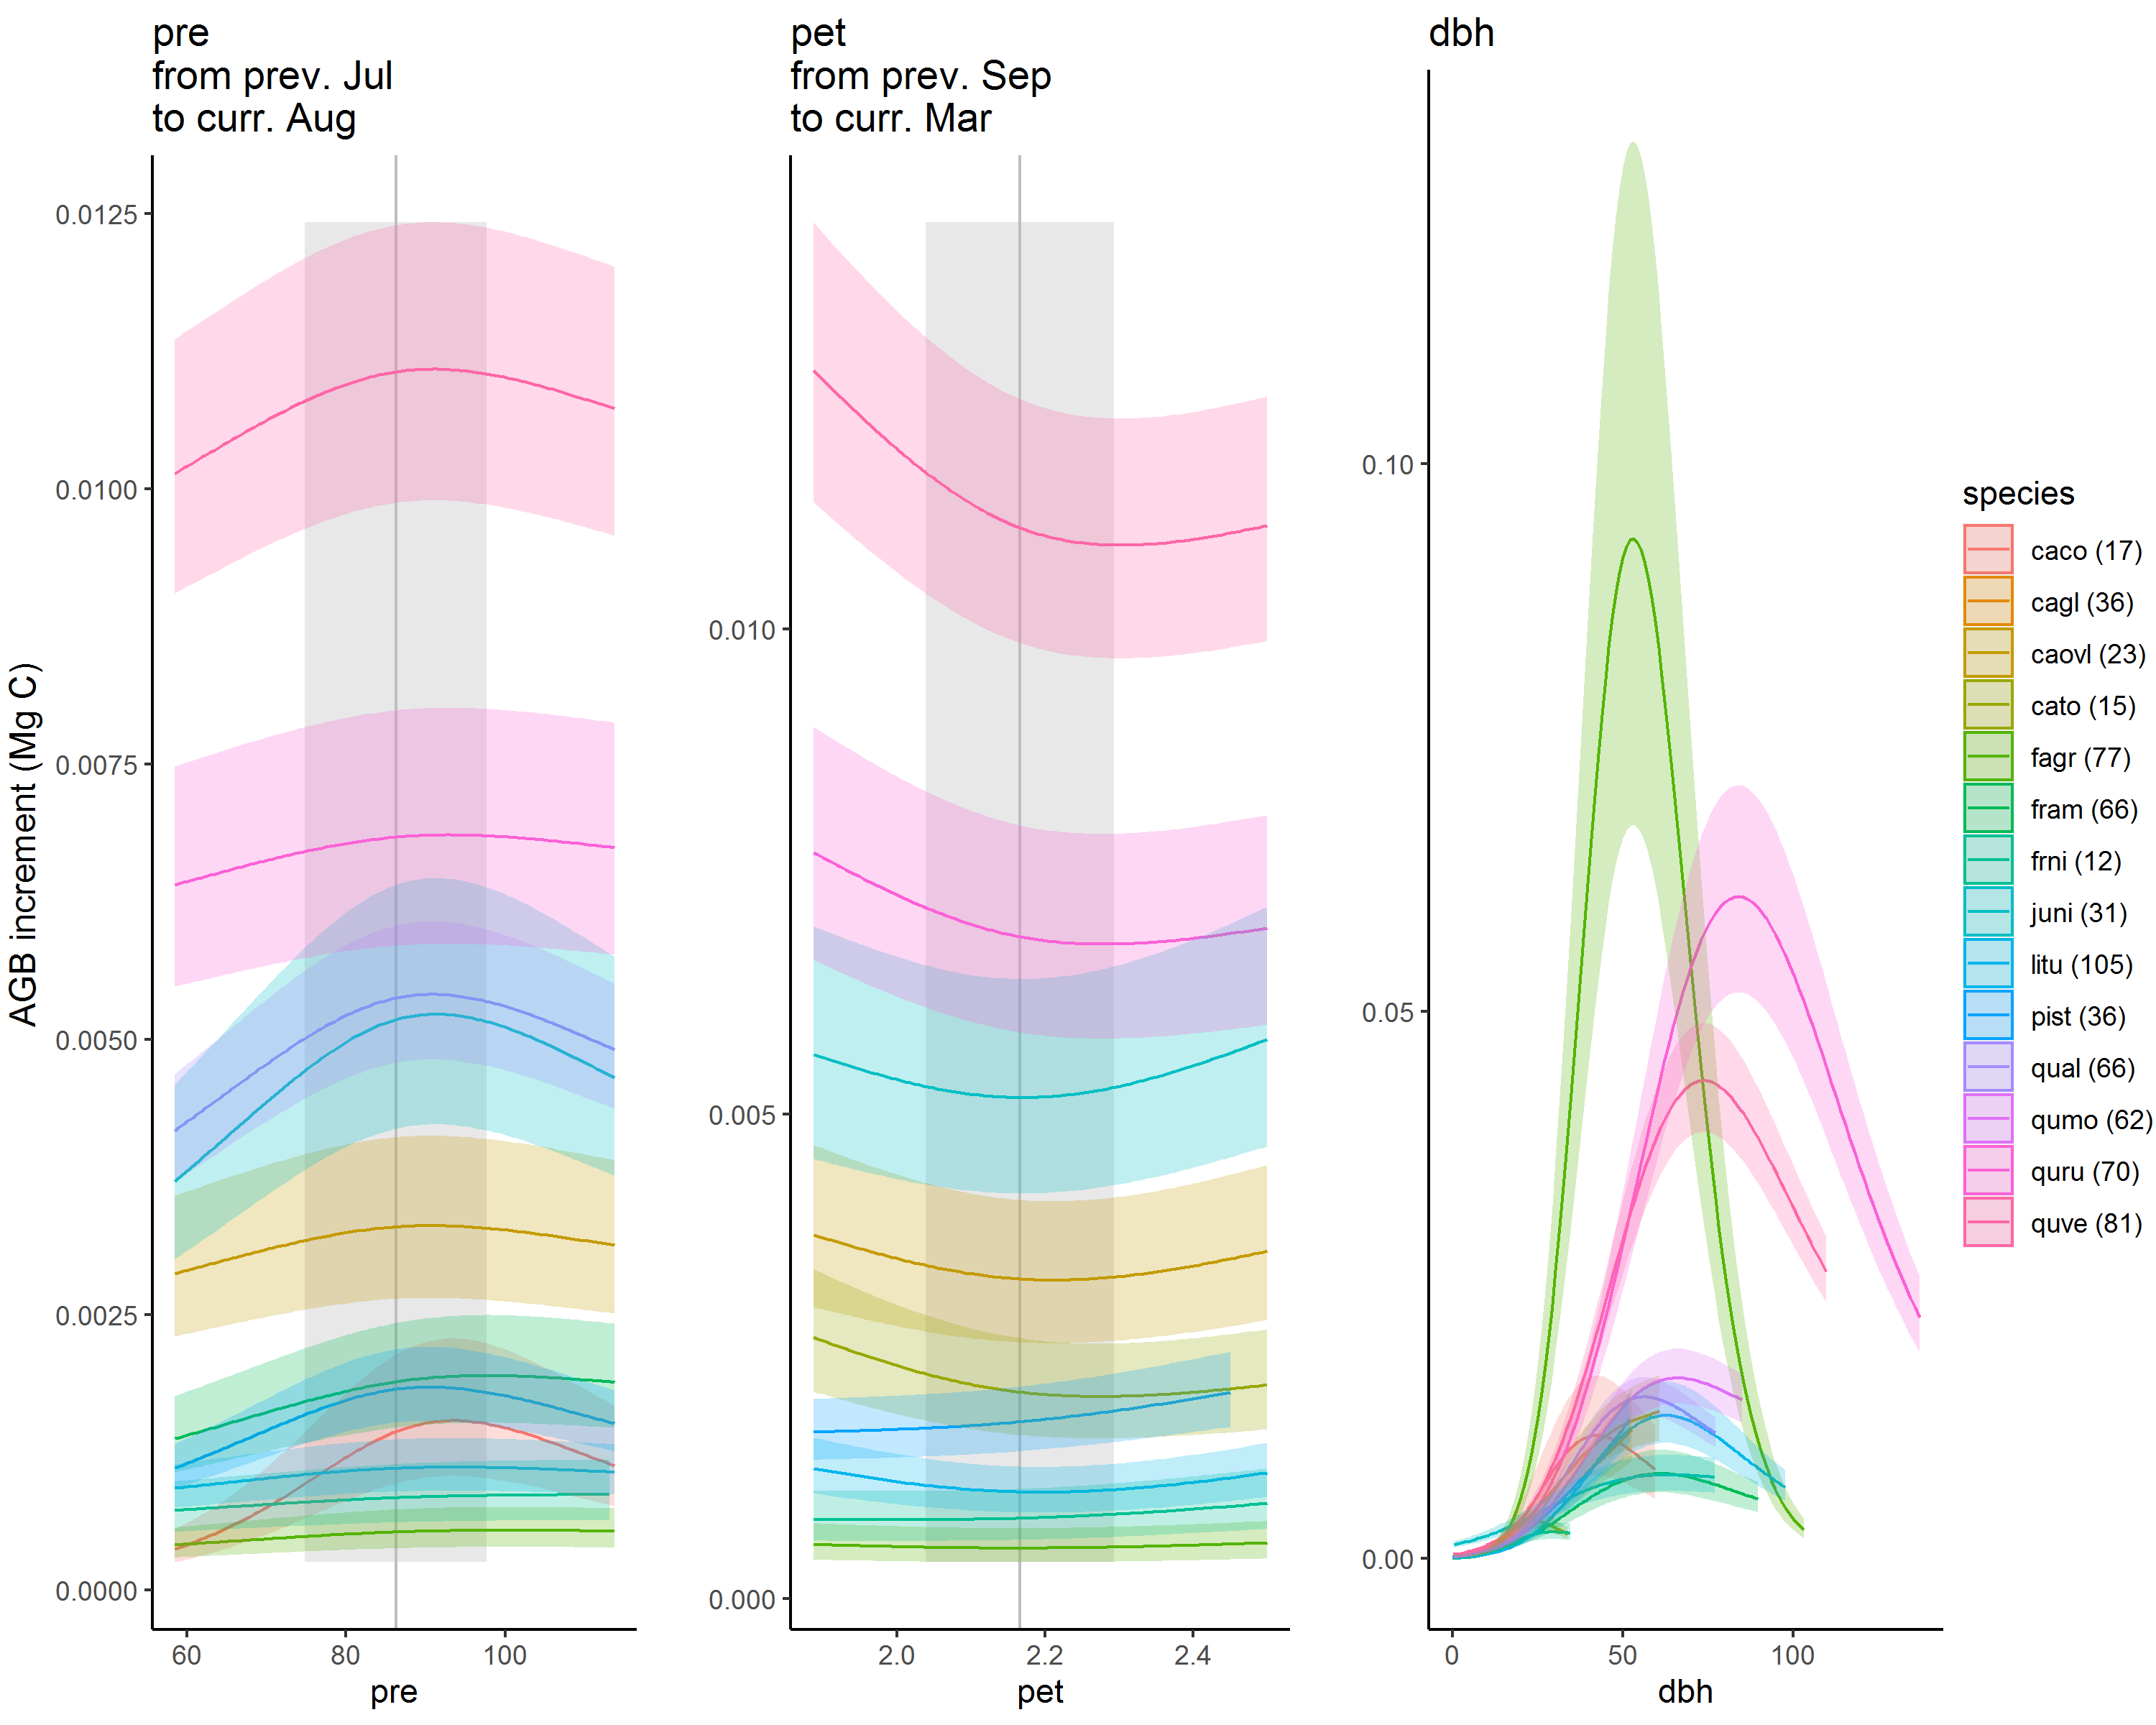 pre
from prev. Jul
to curr. Aug
pet
from prev. Sep
to curr. Mar
dbh
AGB increment (Mg C)
0.0125
0.0100
0.0075
0.0050
0.0025
0.0000
60 80 100
pre
0.010
0.005
0.000
2.0 2.2 2.4
pet
0.10
0.05
0.00
0 50 100
dbh
species
caco (17)
cagl (36)
caovl (23)
cato (15)
fagr (77)
fram (66)
frni (12)
juni (31)
litu (105)
pist (36)
qual (66)
qumo (62)
quru (70)
quve (81)